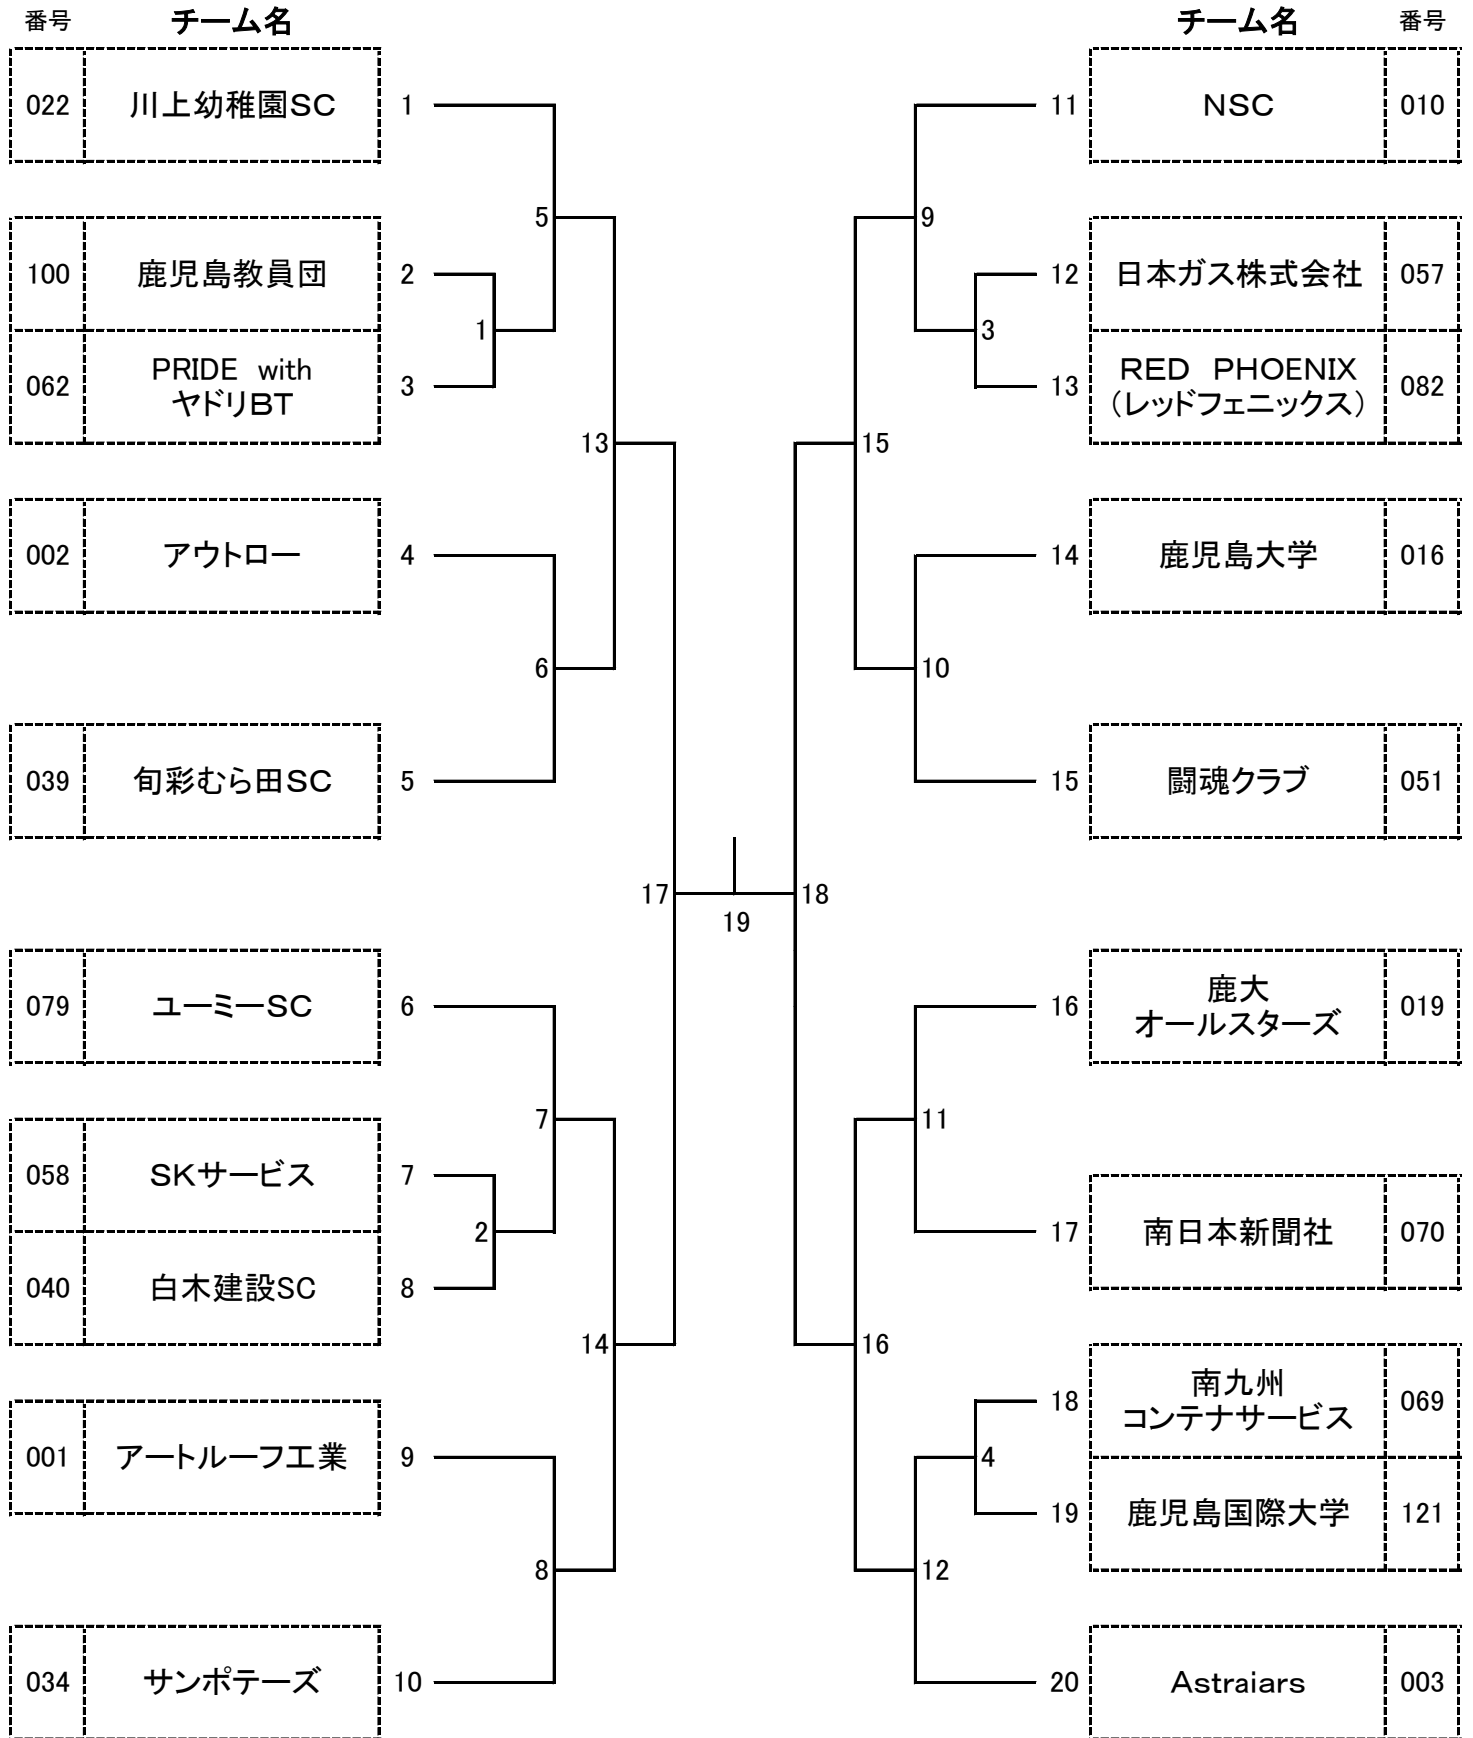 番号 チーム名 チーム名 番号
022 川上幼稚園SC 1 11 NSC 010
5 9
100 鹿児島教員団 2 12 日本ガス株式会社 057
1 3
062 PRIDE with
ヤドリBT 3 13 RED PHOENIX
(レッドフェニックス) 082
13 15
002 アウトロー 4 14 鹿児島大学 016
6 10
039 旬彩むら田SC 5 15 闘魂クラブ 051
17 18
19
079 ユーミーSC 6 16 鹿大
オールスターズ 019
7 11
058 SKサービス 7
2 17 南日本新聞社 070
040 白木建設SC 8
14 16
18 南九州
コンテナサービス 069
001 アートルーフ工業 9 4
19 鹿児島国際大学 121
8 12
034 サンポテーズ 10 20 Astraiars 003